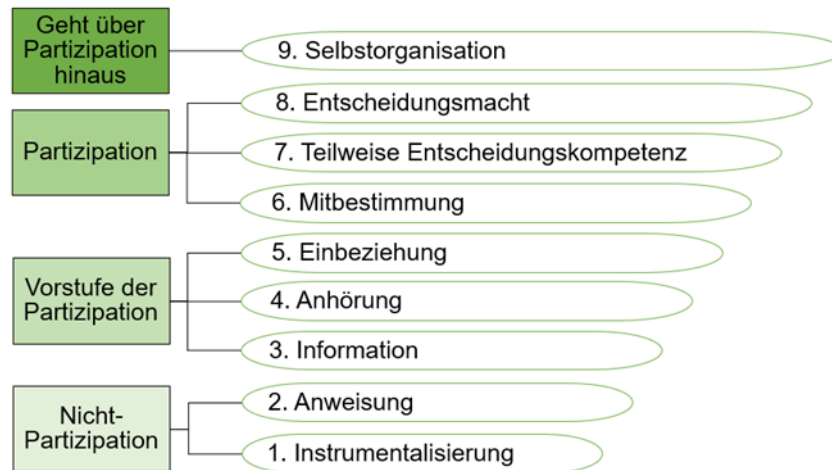 Geht über
Partizipation
hinaus
9. Selbstorganisation
8. Entscheidungsmacht
Partizipation
7. Teilweise Entscheidungskompetenz
6. Mitbestimmung
5. Einbeziehung
Vorstufe der
Partizipation
4. Anhörung
3. Information
2. Anweisung
Nicht-
Partizipation
1. Instrumentalisierung